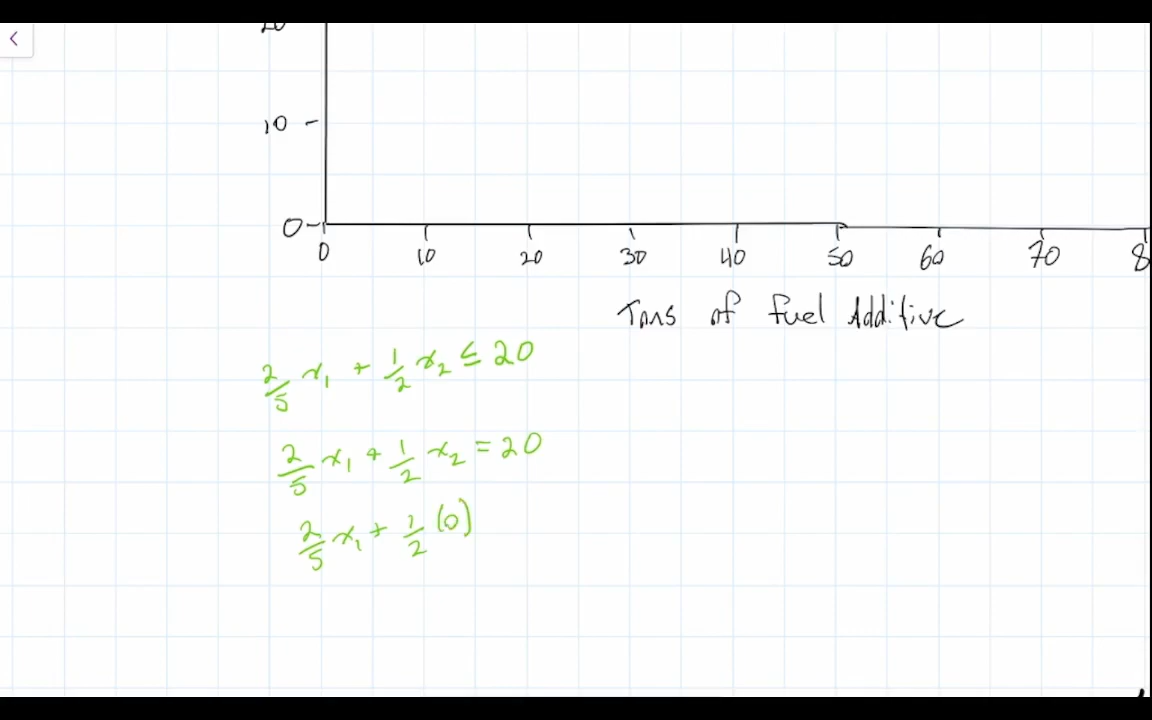 10
0
0 10 20 30 40 50 60 70
Tons of Fuel Additive
2/5 x₁ + 1/2 x₂ ≤ 20
2/5 x₁ + 1/2 x₂ = 20
2/5 x₁ + 1/2 (0)